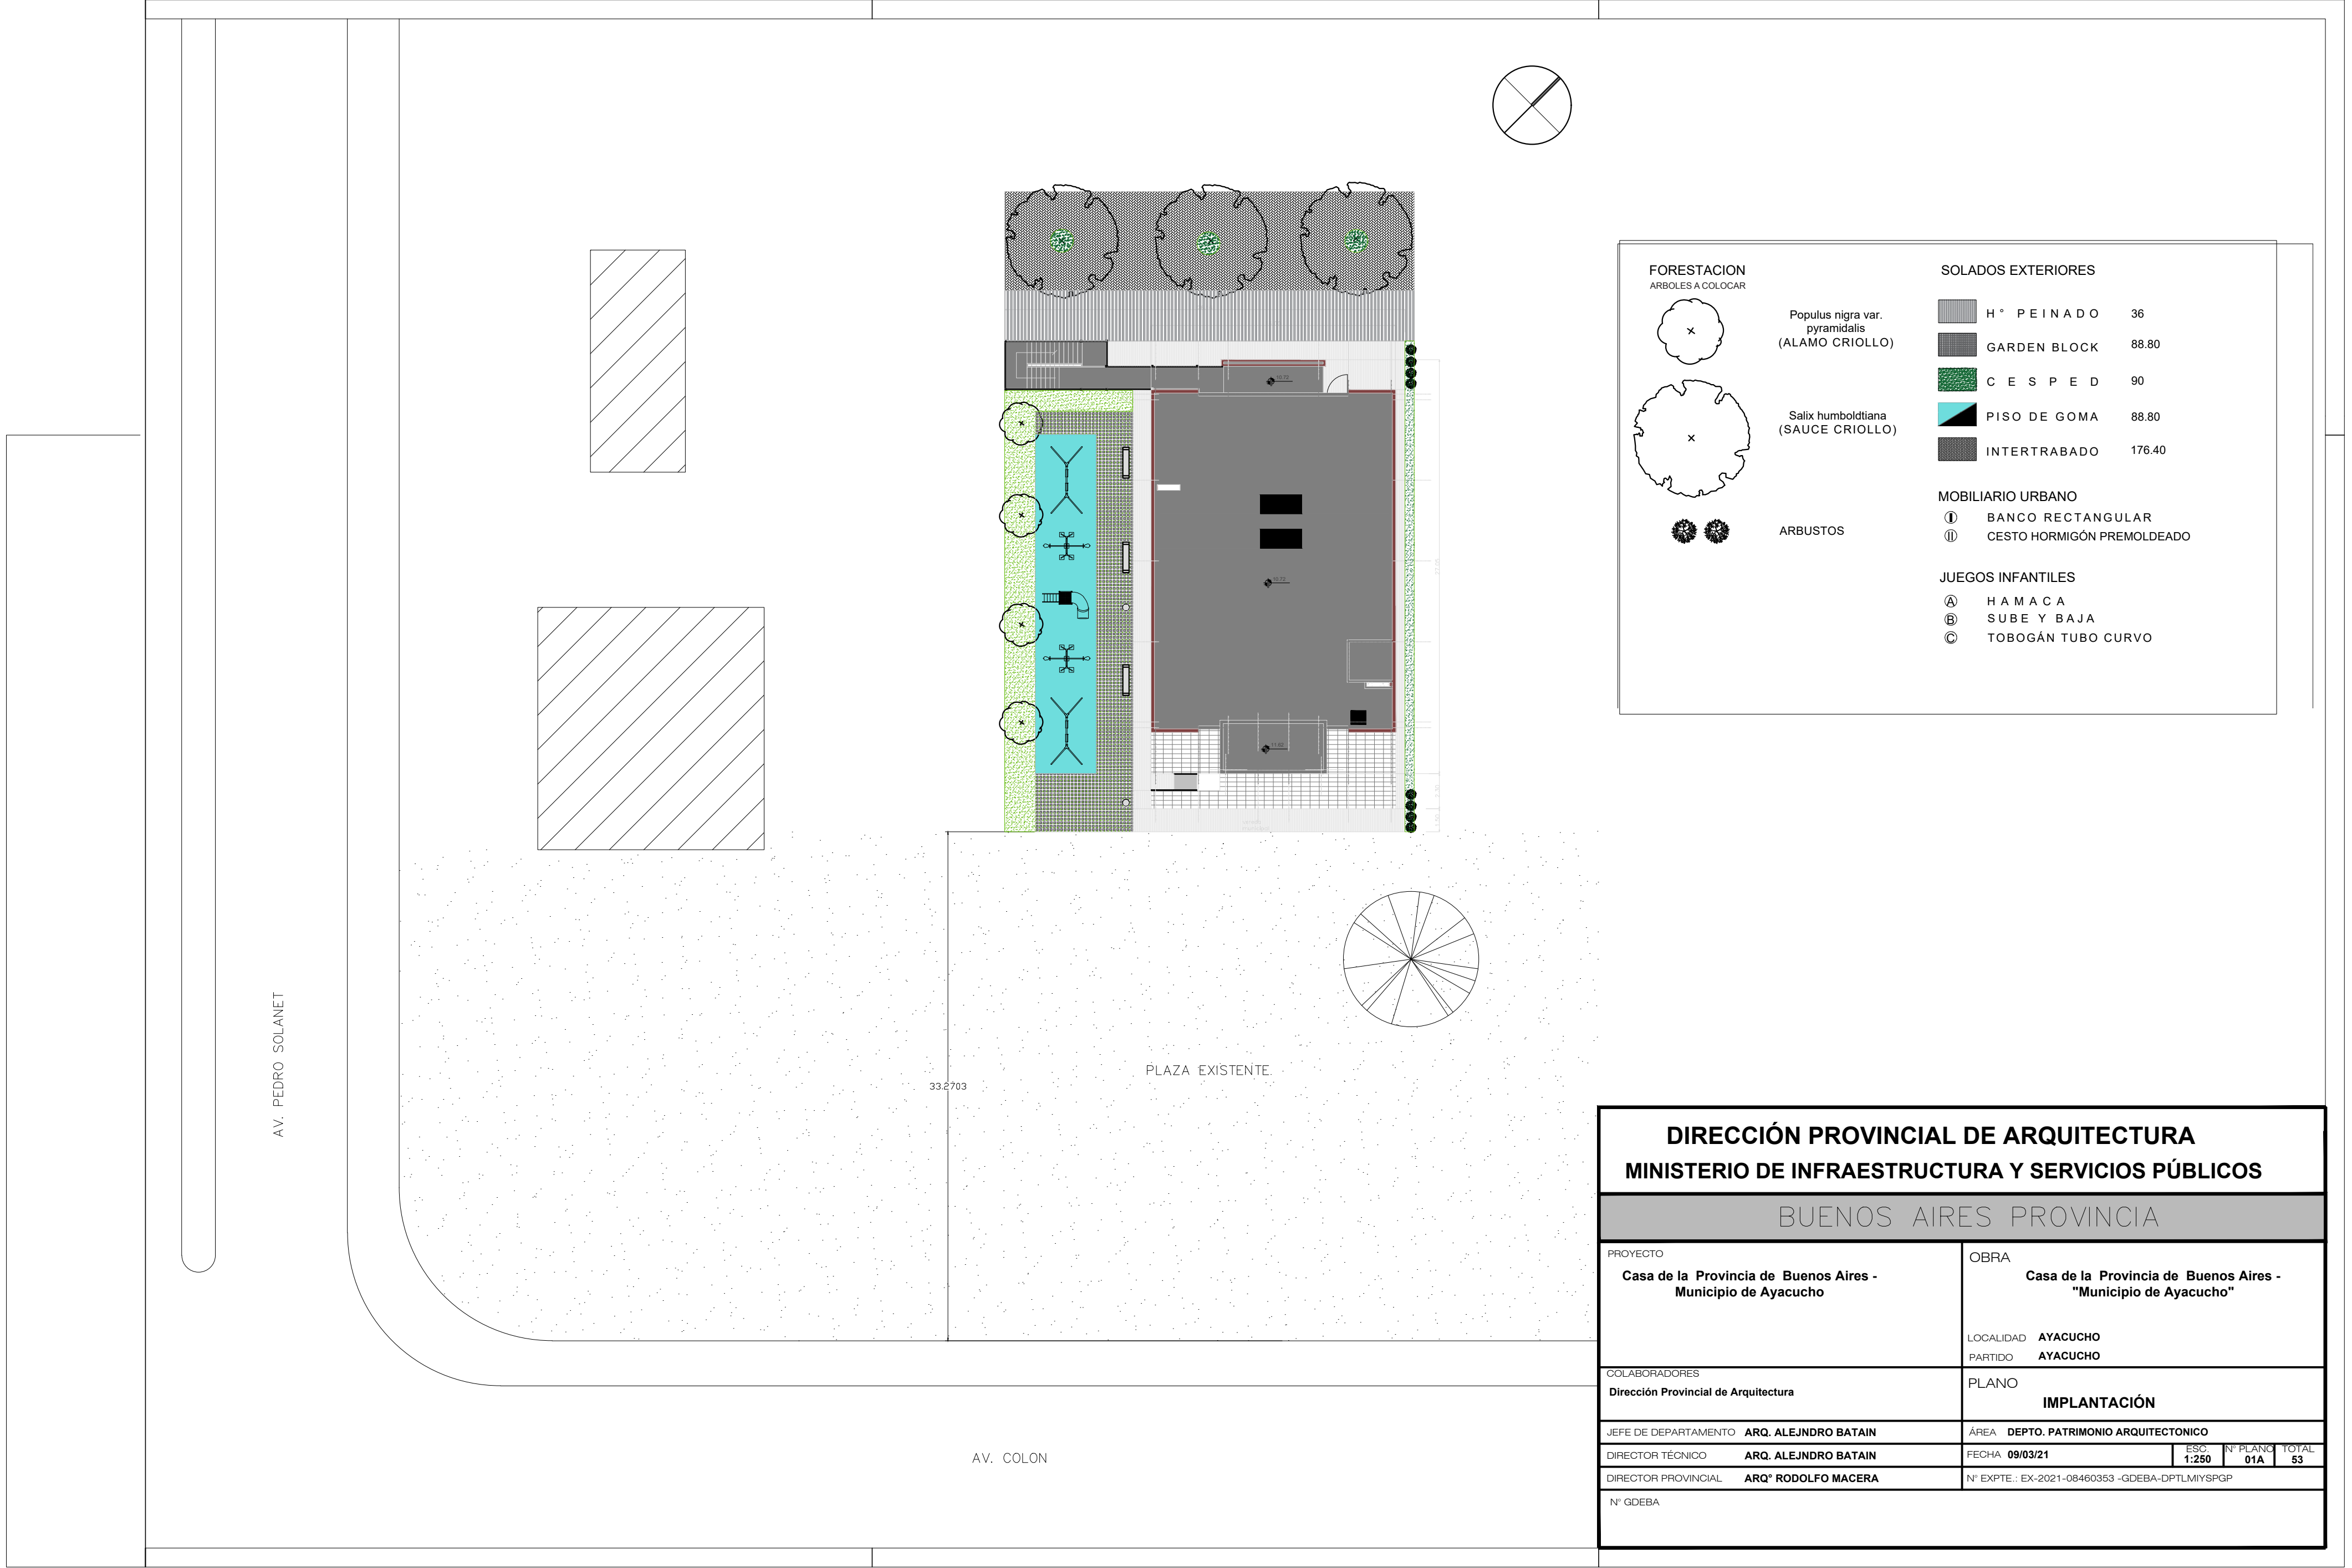 FORESTACION
ARBOLES A COLOCAR
Populus nigra var.
pyramidalis
(ALAMO CRIOLLO)
Salix humboldtiana
(SAUCE CRIOLLO)
ARBUSTOS
SOLADOS EXTERIORES
H° PEINADO 36
GARDEN BLOCK 88.80
CESPED 90
PISO DE GOMA 88.80
INTERTRABADO 176.40
MOBILIARIO URBANO
I BANCO RECTANGULAR
II CESTO HORMIGÓN PREMOLDEADO
JUEGOS INFANTILES
A HAMACA
B SUBE Y BAJA
C TOBOGÁN TUBO CURVO
AV. PEDRO SOLANET
33.2703
PLAZA EXISTENTE
AV. COLON
DIRECCIÓN PROVINCIAL DE ARQUITECTURA
MINISTERIO DE INFRAESTRUCTURA Y SERVICIOS PÚBLICOS
BUENOS AIRES PROVINCIA
PROYECTO
Casa de la Provincia de Buenos Aires -
Municipio de Ayacucho
OBRA
Casa de la Provincia de Buenos Aires -
"Municipio de Ayacucho"
LOCALIDAD AYACUCHO
PARTIDO AYACUCHO
COLABORADORES
Dirección Provincial de Arquitectura
PLANO
IMPLANTACIÓN
JEFE DE DEPARTAMENTO ARQ. ALEJNDRO BATAIN
ÁREA DEPTO. PATRIMONIO ARQUITECTONICO
DIRECTOR TÉCNICO ARQ. ALEJNDRO BATAIN
FECHA 09/03/21
ESC. 1:250
N° PLANO 01A
TOTAL 53
DIRECTOR PROVINCIAL ARQ° RODOLFO MACERA
N° EXPTE.: EX-2021-08460353 -GDEBA-DPTLMIYSPGP
N° GDEBA